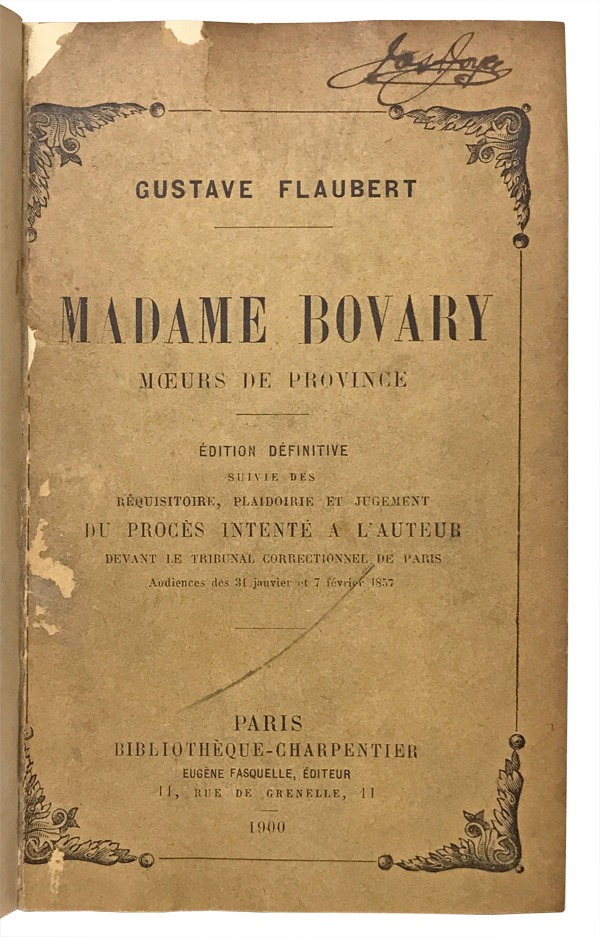 Jas Joyce
GUSTAVE FLAUBERT
MADAME BOVARY
MŒURS DE PROVINCE
ÉDITION DÉFINITIVE
SUIVIE DES
RÉQUISITOIRE, PLAIDOIRIE ET JUGEMENT
DU PROCÈS INTENTÉ A L'AUTEUR
DEVANT LE TRIBUNAL CORRECTIONNEL DE PARIS
Audiences des 31 janvier et 7 février 1857
PARIS
BIBLIOTHÈQUE-CHARPENTIER
EUGÈNE FASQUELLE, ÉDITEUR
11, RUE DE GRENELLE, 11
1900